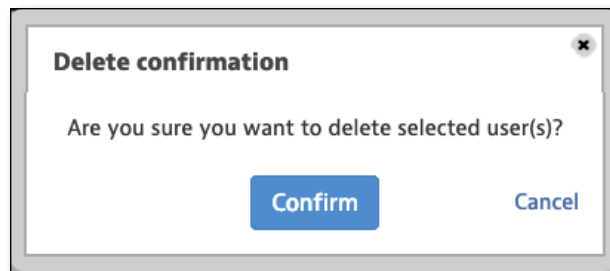 Delete confirmation
Are you sure you want to delete selected user(s)?
Confirm
Cancel